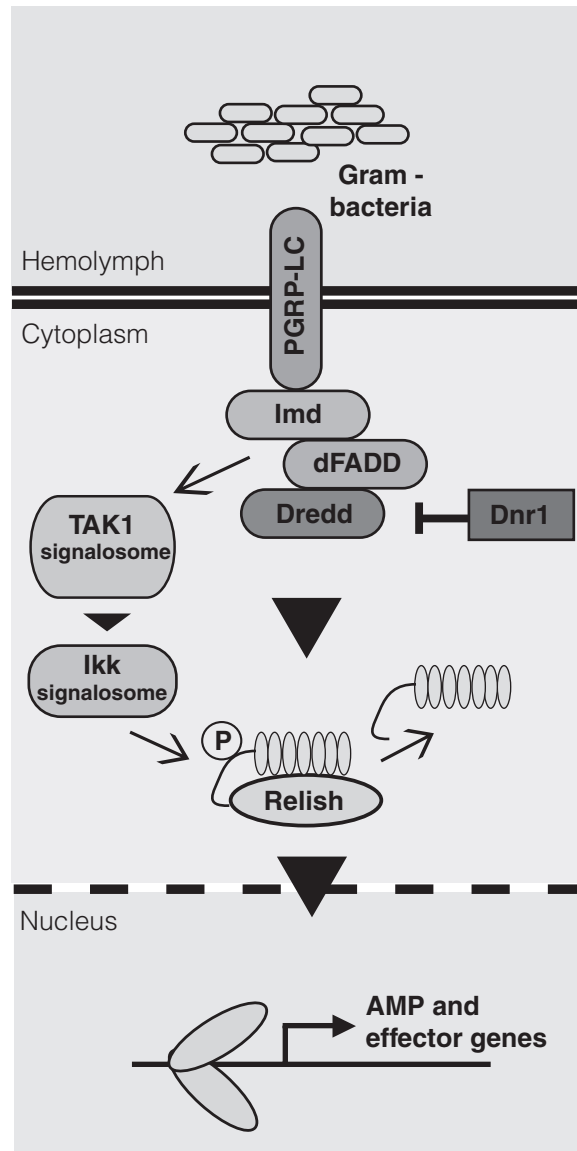 Gram -
bacteria
PGRP-LC
Hemolymph
Cytoplasm
Imd
dFADD
Dredd
Dnr1
TAK1
signalosome
Ikk
signalosome
P
Relish
Nucleus
AMP and
effector genes